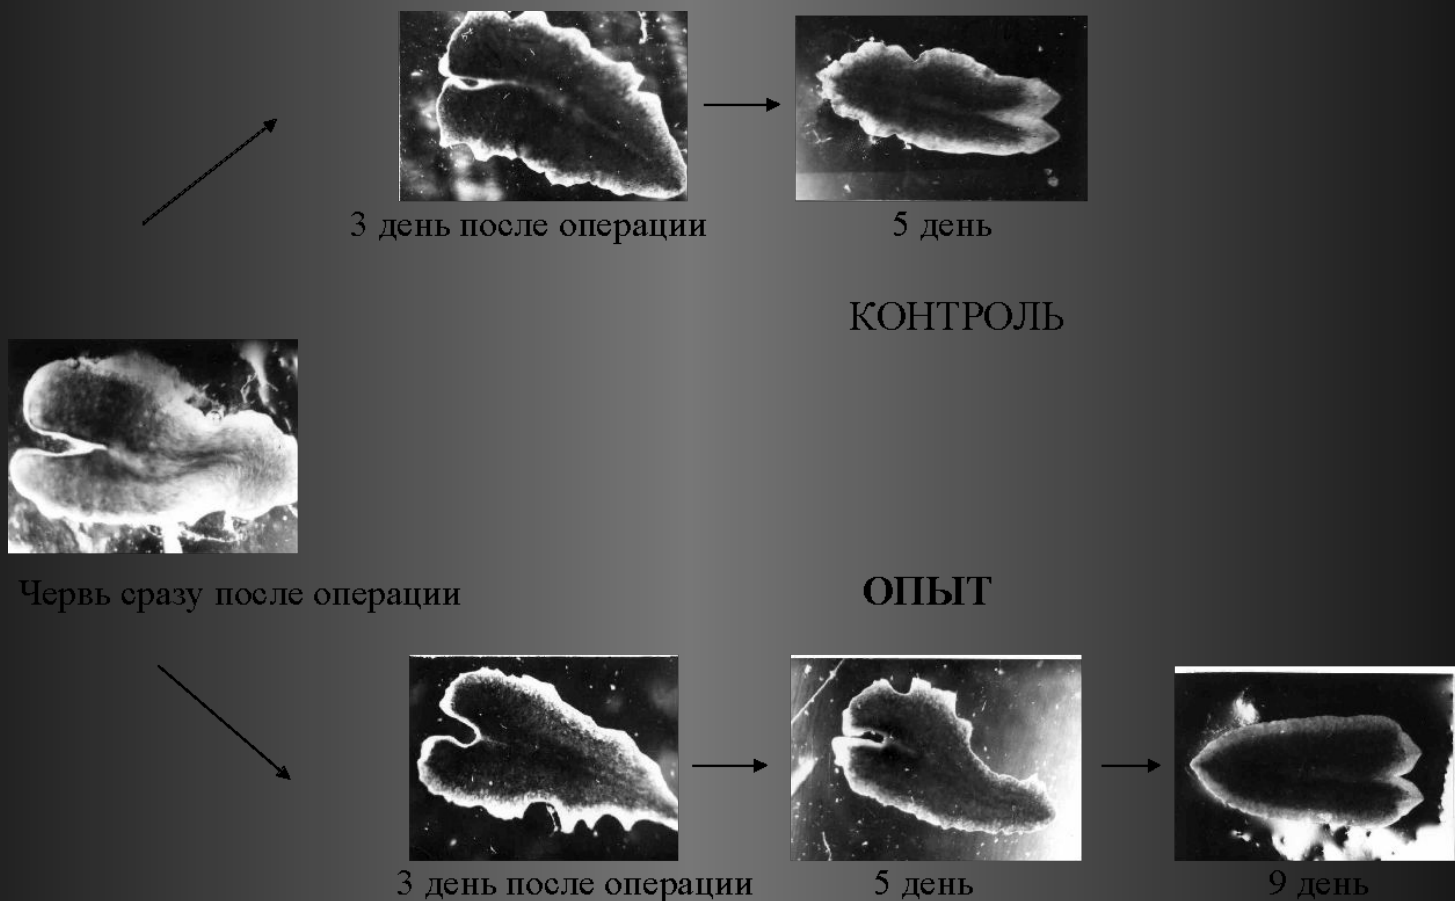 3 день после операции
5 день
КОНТРОЛЬ
Червь сразу после операции
ОПЫТ
3 день после операции
5 день
9 день